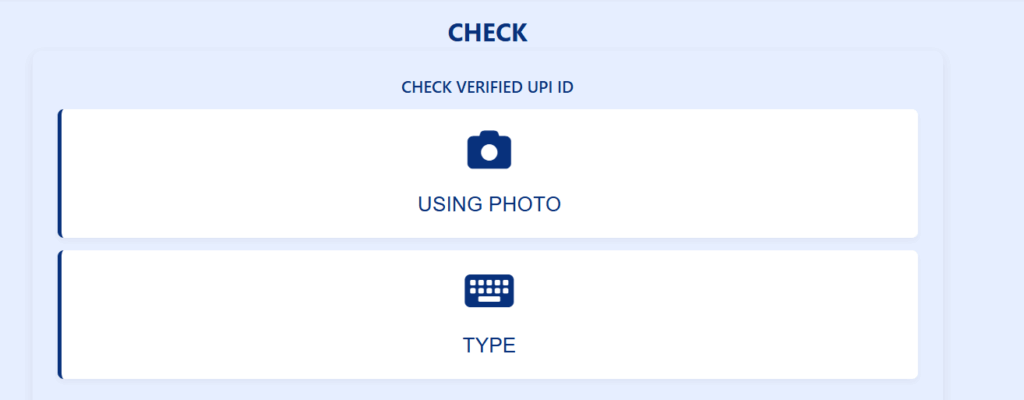 CHECK
CHECK VERIFIED UPI ID
USING PHOTO
TYPE